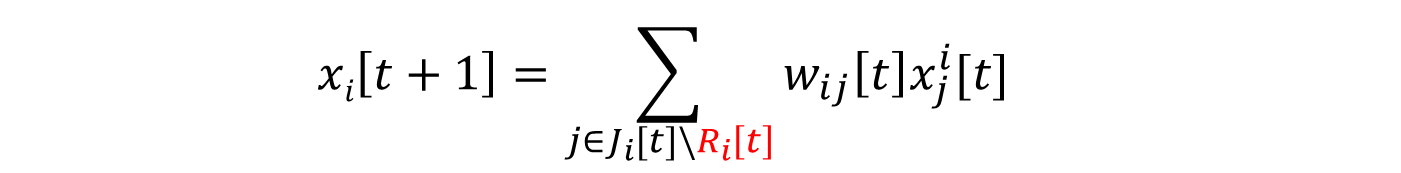 x_i[t + 1] = ∑_{j∈J_i[t]\R_i[t]} w_{ij}[t]x_j^i[t]